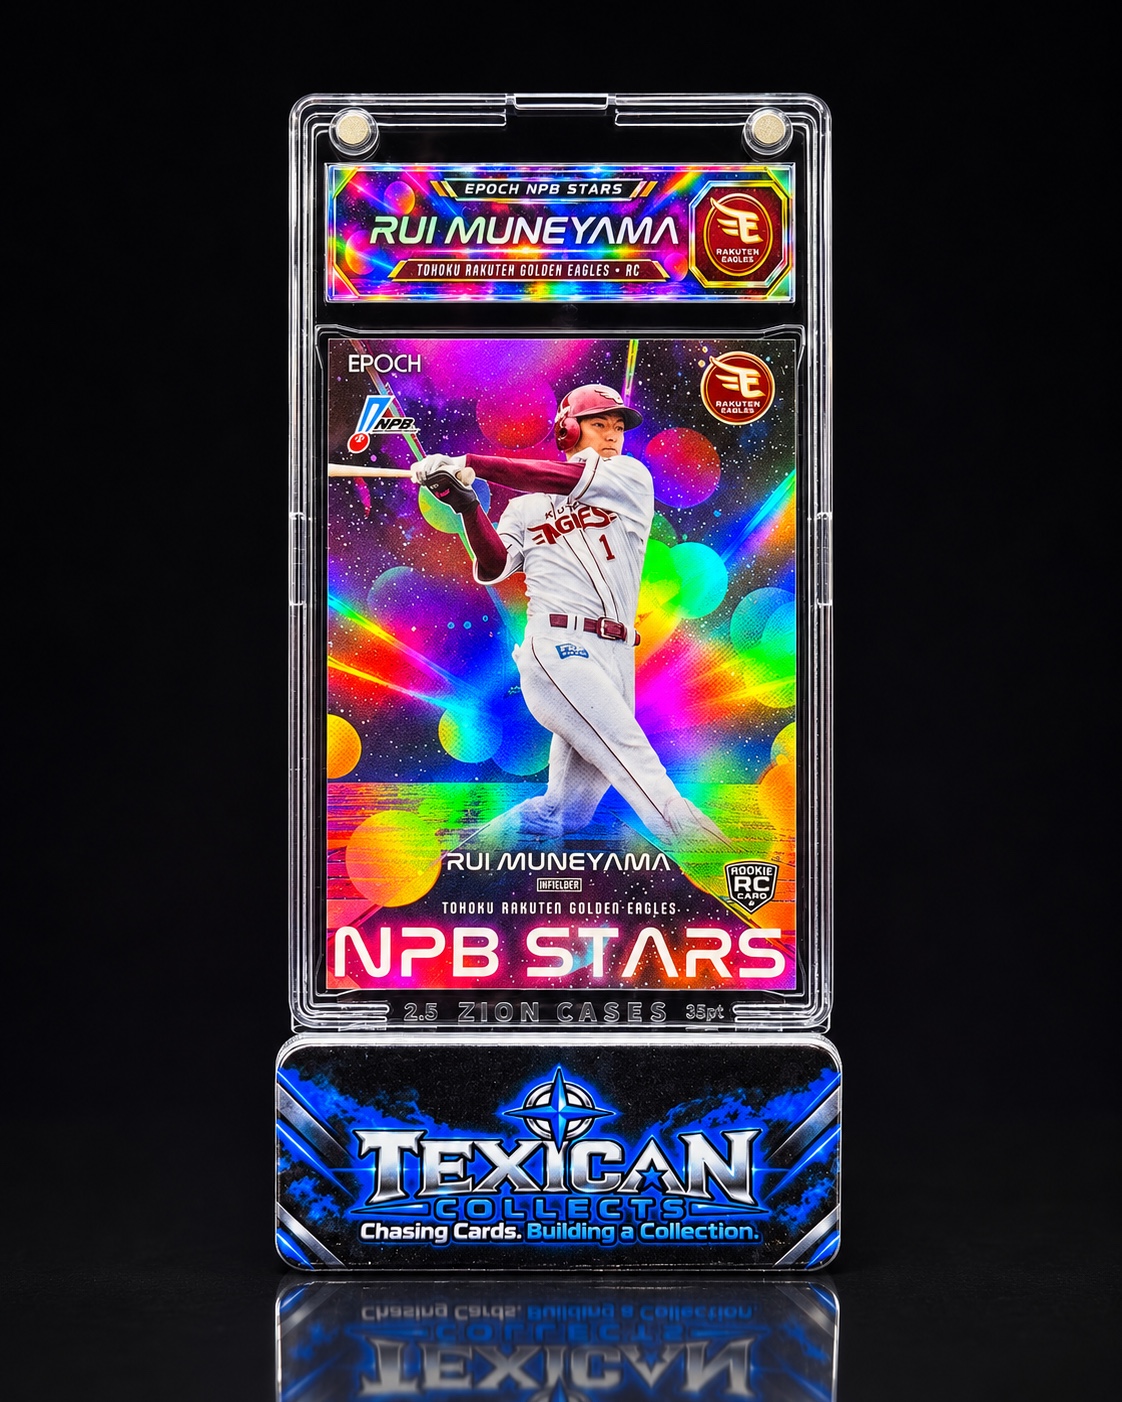 EPOCH NPB STARS
RUI MUNEYAMA
TOHOKU RAKUTEN GOLDEN EAGLES • RC
E
RAKUTEN
EAGLES
EPOCH
NPB
E
RAKUTEN
EAGLES
EAGLES
1
RUI MUNEYAMA
INFIELDER
TOHOKU RAKUTEN GOLDEN EAGLES
ROOKIE
RC
CARD
NPB STARS
2.5 ZION CASES 35pt
TEXICAN
COLLECTS
Chasing Cards. Building a Collection.